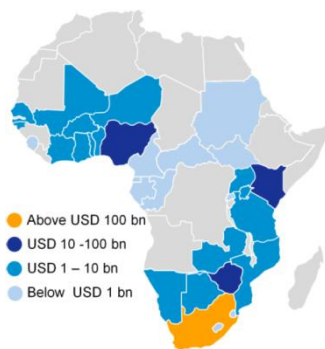 Above USD 100 bn
USD 10 -100 bn
USD 1 – 10 bn
Below USD 1 bn